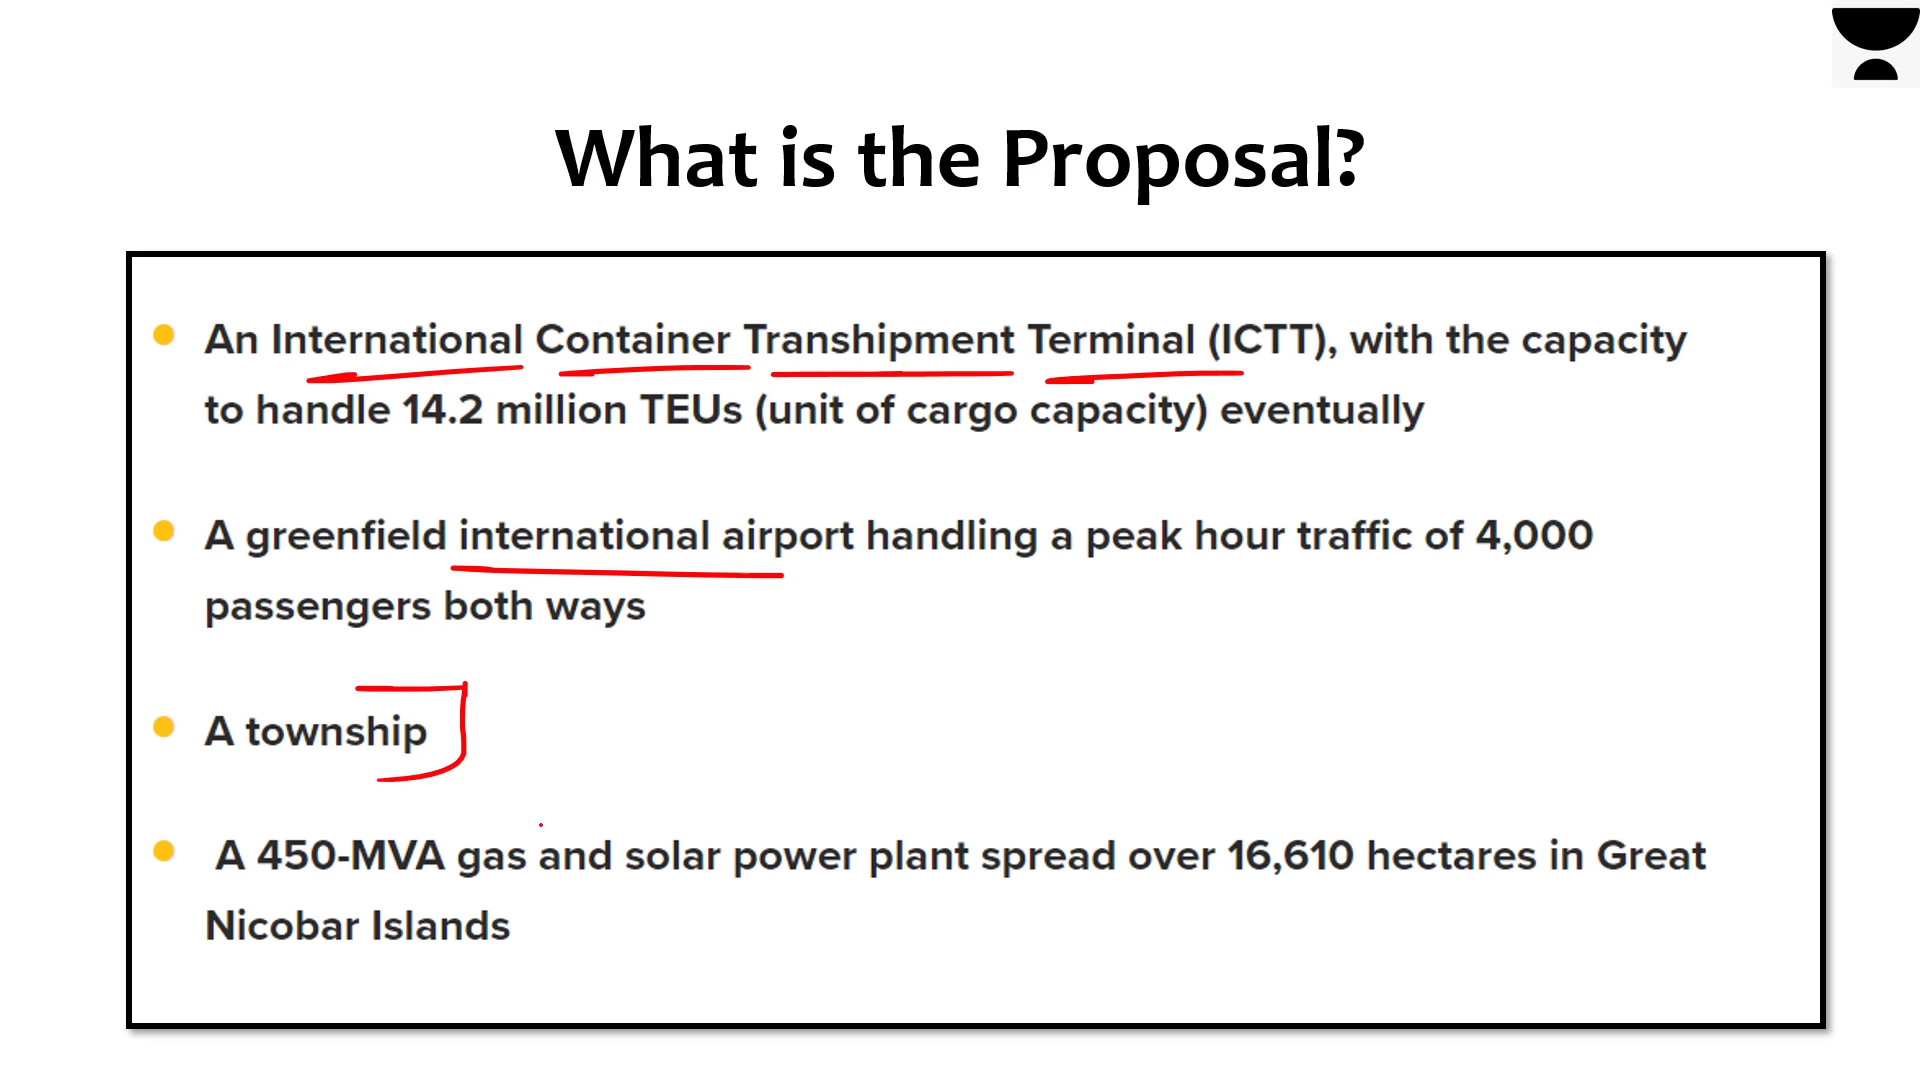 What is the Proposal?
An International Container Transhipment Terminal (ICTT), with the capacity
to handle 14.2 million TEUs (unit of cargo capacity) eventually
A greenfield international airport handling a peak hour traffic of 4,000
passengers both ways
A township
A 450-MVA gas and solar power plant spread over 16,610 hectares in Great
Nicobar Islands